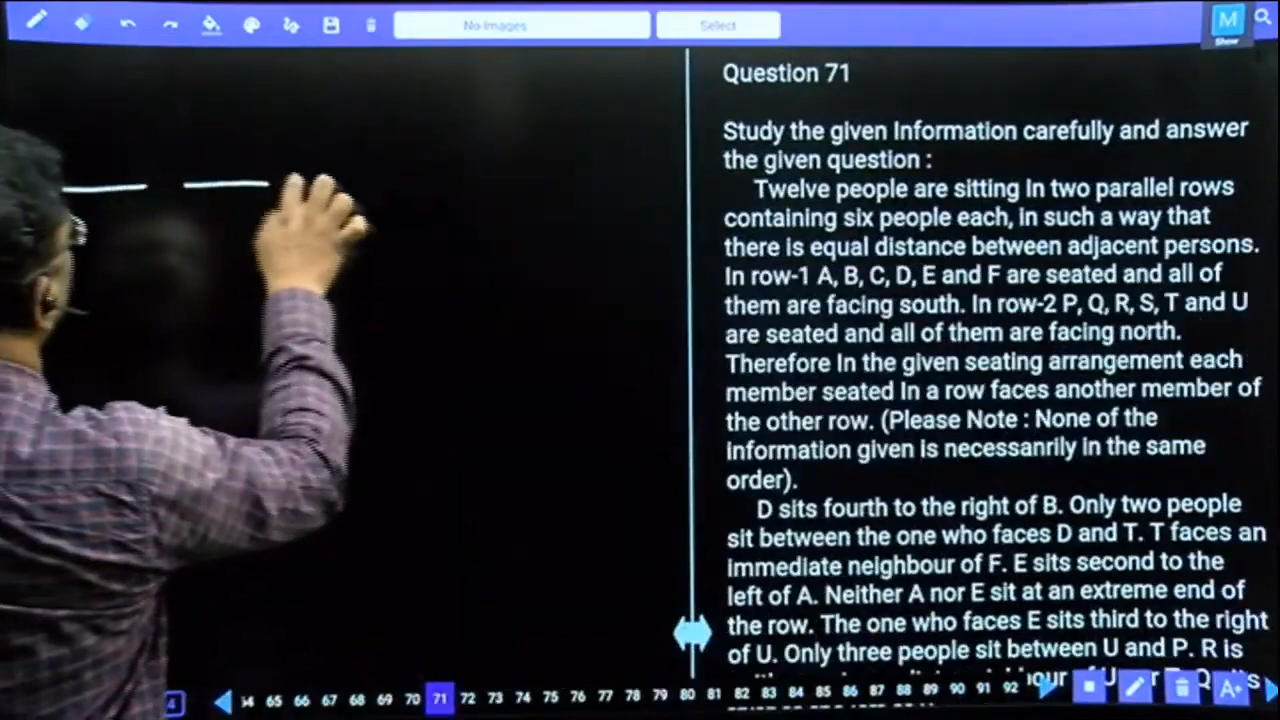 No Images
Select
M
Show
Question 71
Study the given Information carefully and answer
the given question :
Twelve people are sitting In two parallel rows
containing six people each, In such a way that
there is equal distance between adjacent persons.
In row-1 A, B, C, D, E and F are seated and all of
them are facing south. In row-2 P, Q, R, S, T and U
are seated and all of them are facing north.
Therefore In the given seating arrangement each
member seated In a row faces another member of
the other row. (Please Note : None of the
Information given is necessanrily In the same
order).
D sits fourth to the right of B. Only two people
sit between the one who faces D and T. T faces an
immediate neighbour of F. E sits second to the
left of A. Neither A nor E sit at an extreme end of
the row. The one who faces E sits third to the right
of U. Only three people sit between U and P. R is
4 65 66 67 68 69 70 71 72 73 74 75 76 77 78 79 80 81 82 83 84 85 86 87 88 89 90 91 92
A+